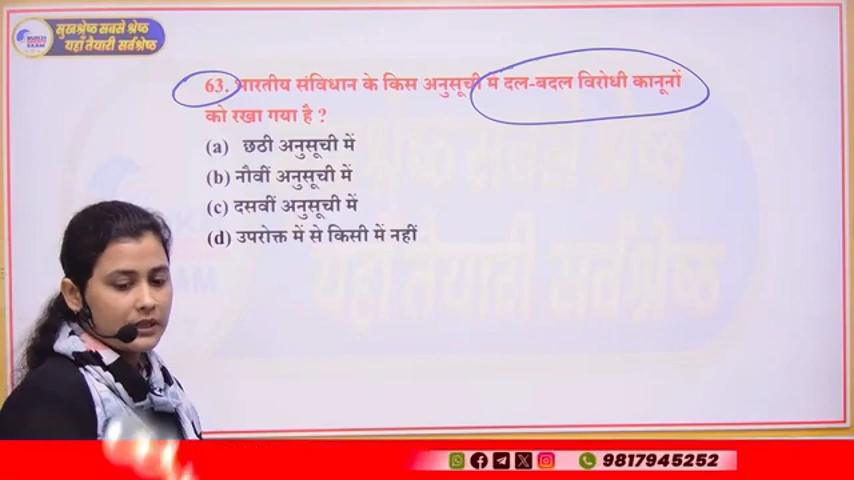 मुखश्रेष्ठ सबसे श्रेष्ठ
यहाँ तैयारी सर्वश्रेष्ठ
EXAM
63. भारतीय संविधान के किस अनुसूची में दल-बदल विरोधी कानूनों
को रखा गया है ?
(a) छठी अनुसूची में
(b) नौवीं अनुसूची में
(c) दसवीं अनुसूची में
(d) उपरोक्त में से किसी में नहीं
9817945252